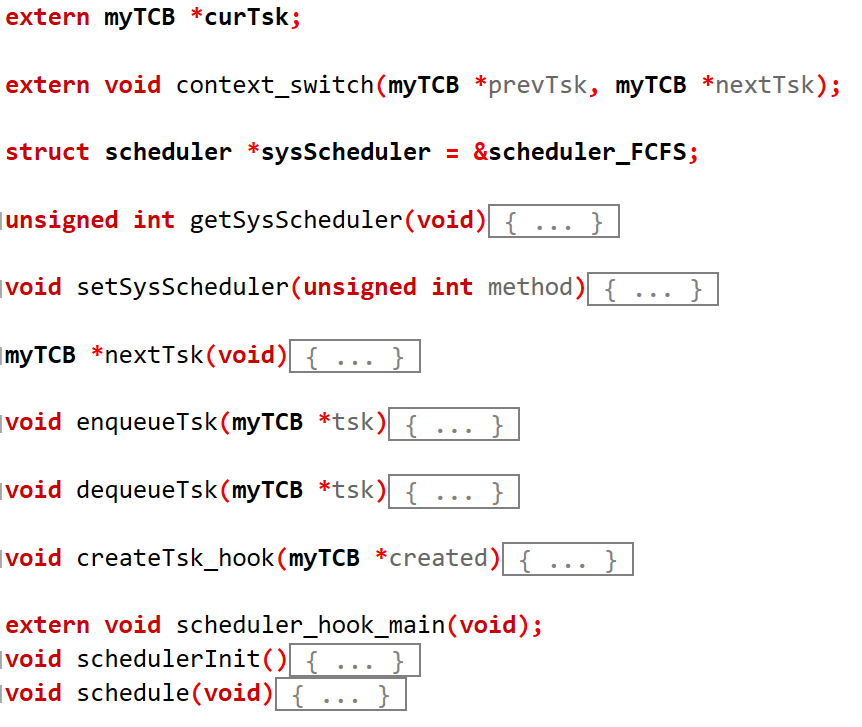 extern myTCB *curTsk;
extern void context_switch(myTCB *prevTsk, myTCB *nextTsk);
struct scheduler *sysScheduler = &scheduler_FCFS;
unsigned int getSysScheduler(void){ ... }
void setSysScheduler(unsigned int method){ ... }
myTCB *nextTsk(void){ ... }
void enqueueTsk(myTCB *tsk){ ... }
void dequeueTsk(myTCB *tsk){ ... }
void createTsk_hook(myTCB *created){ ... }
extern void scheduler_hook_main(void);
void schedulerInit(){ ... }
void schedule(void){ ... }